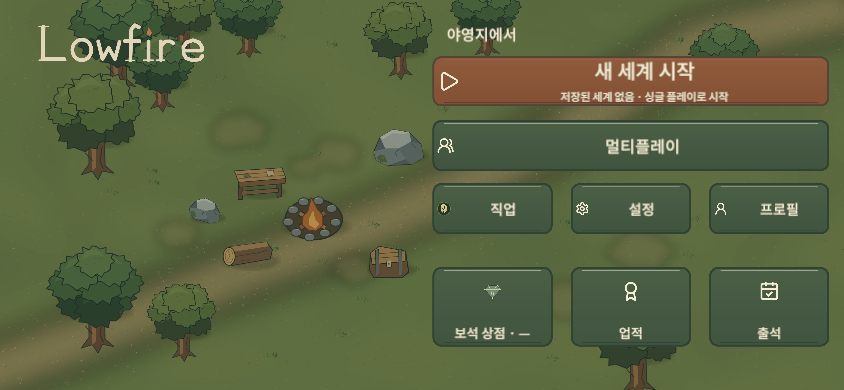 Lowfire
야영지에서
새 세계 시작
저장된 세계 없음 · 싱글 플레이로 시작
멀티플레이
직업
설정
프로필
보석 상점 · —
업적
출석